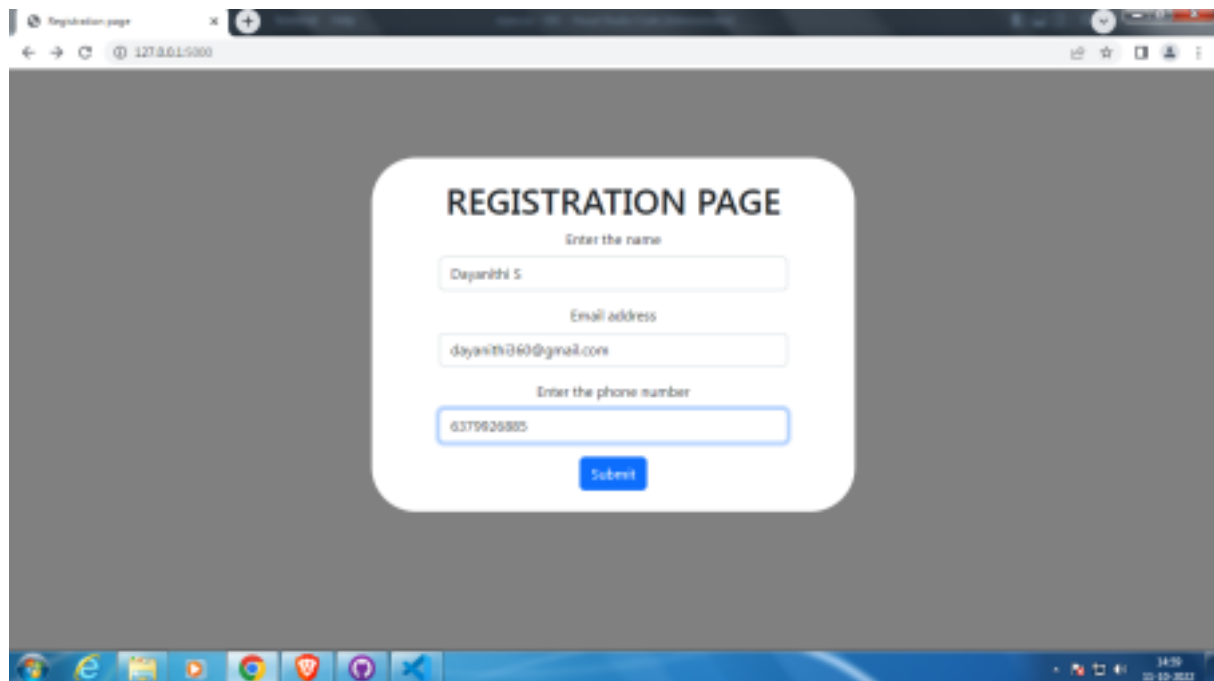 Registration page
127.0.0.1:5000
REGISTRATION PAGE
Enter the name
Dayanithi S
Email address
dayanithi360@gmail.com
Enter the phone number
6379926885
Submit
14:59